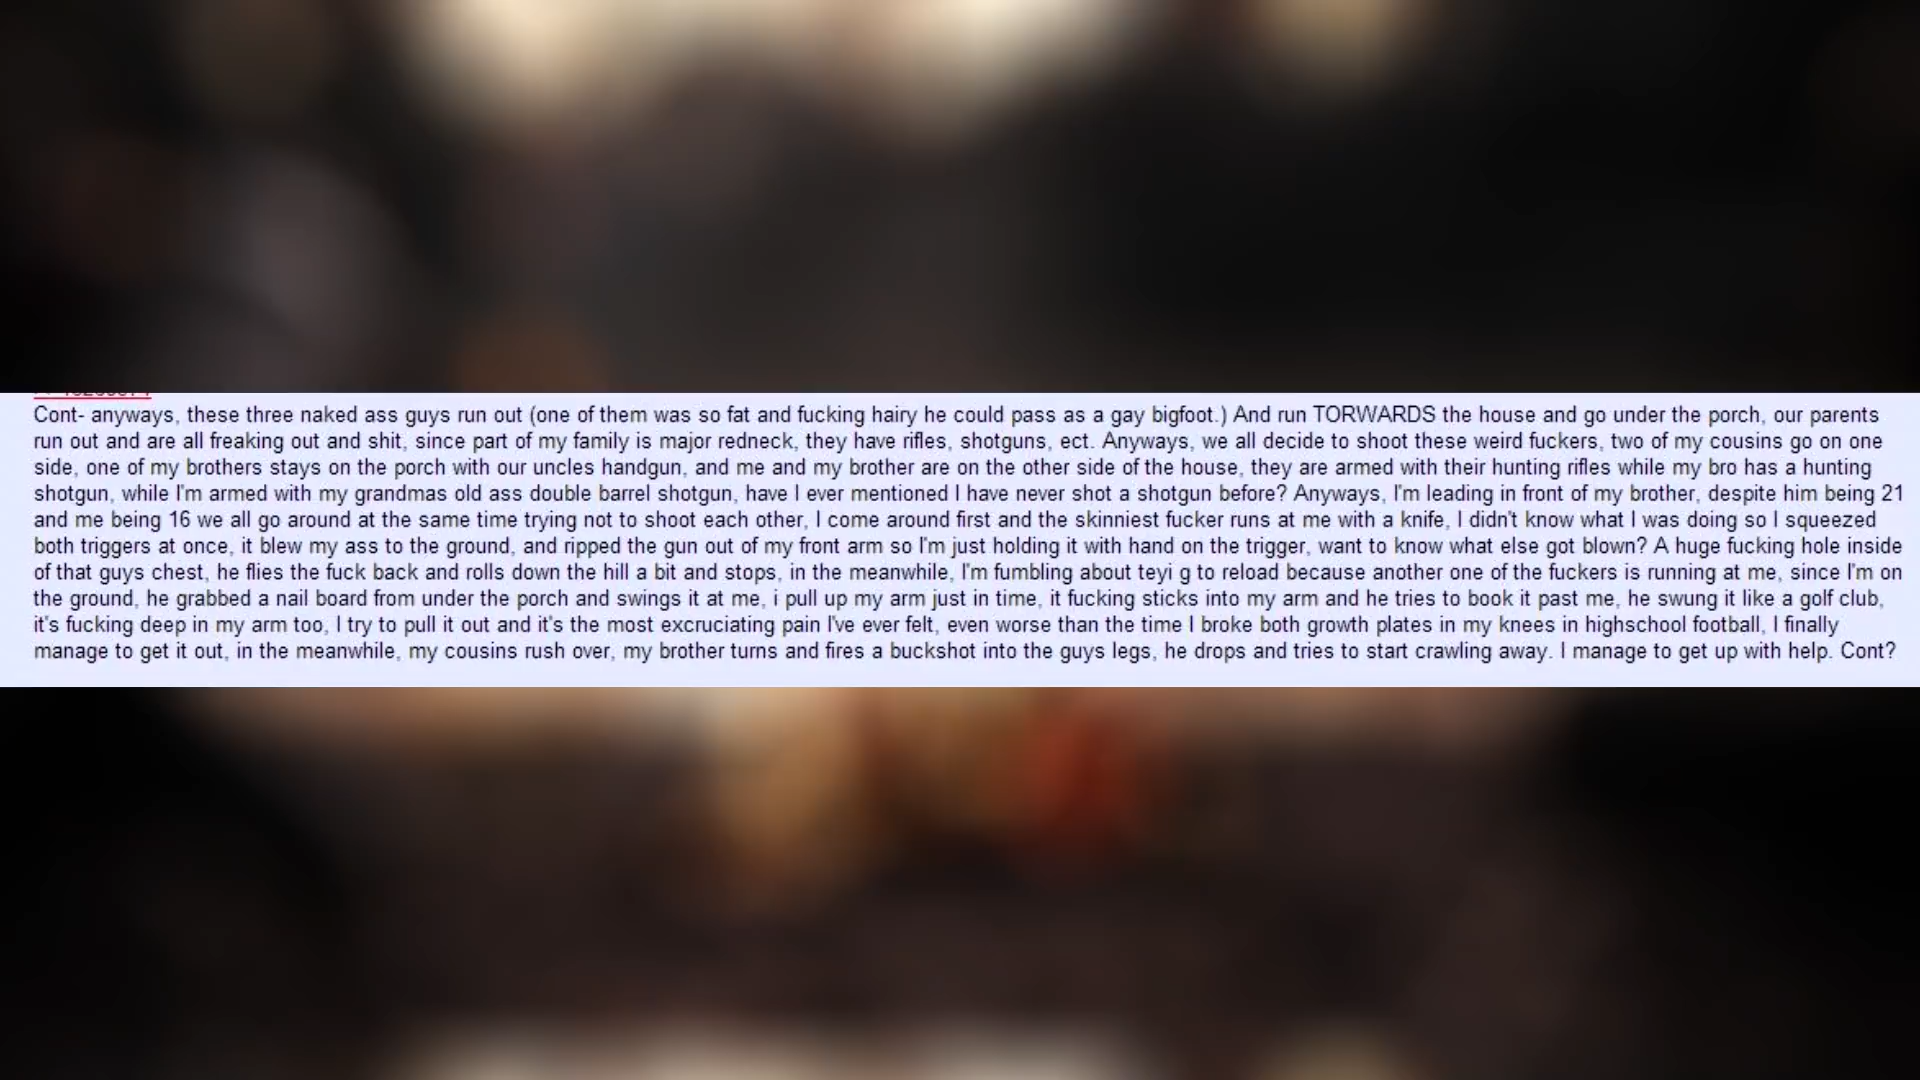 Cont- anyways, these three naked ass guys run out (one of them was so fat and fucking hairy he could pass as a gay bigfoot.) And run TORWARDS the house and go under the porch, our parents
run out and are all freaking out and shit, since part of my family is major redneck, they have rifles, shotguns, ect. Anyways, we all decide to shoot these weird fuckers, two of my cousins go on one
side, one of my brothers stays on the porch with our uncles handgun, and me and my brother are on the other side of the house, they are armed with their hunting rifles while my bro has a hunting
shotgun, while I'm armed with my grandmas old ass double barrel shotgun, have I ever mentioned I have never shot a shotgun before? Anyways, I'm leading in front of my brother, despite him being 21
and me being 16 we all go around at the same time trying not to shoot each other, I come around first and the skinniest fucker runs at me with a knife, I didn't know what I was doing so I squeezed
both triggers at once, it blew my ass to the ground, and ripped the gun out of my front arm so I'm just holding it with hand on the trigger, want to know what else got blown? A huge fucking hole inside
of that guys chest, he flies the fuck back and rolls down the hill a bit and stops, in the meanwhile, I'm fumbling about teyi g to reload because another one of the fuckers is running at me, since I'm on
the ground, he grabbed a nail board from under the porch and swings it at me, i pull up my arm just in time, it fucking sticks into my arm and he tries to book it past me, he swung it like a golf club,
it's fucking deep in my arm too, I try to pull it out and it's the most excruciating pain I've ever felt, even worse than the time I broke both growth plates in my knees in highschool football, I finally
manage to get it out, in the meanwhile, my cousins rush over, my brother turns and fires a buckshot into the guys legs, he drops and tries to start crawling away. I manage to get up with help. Cont?